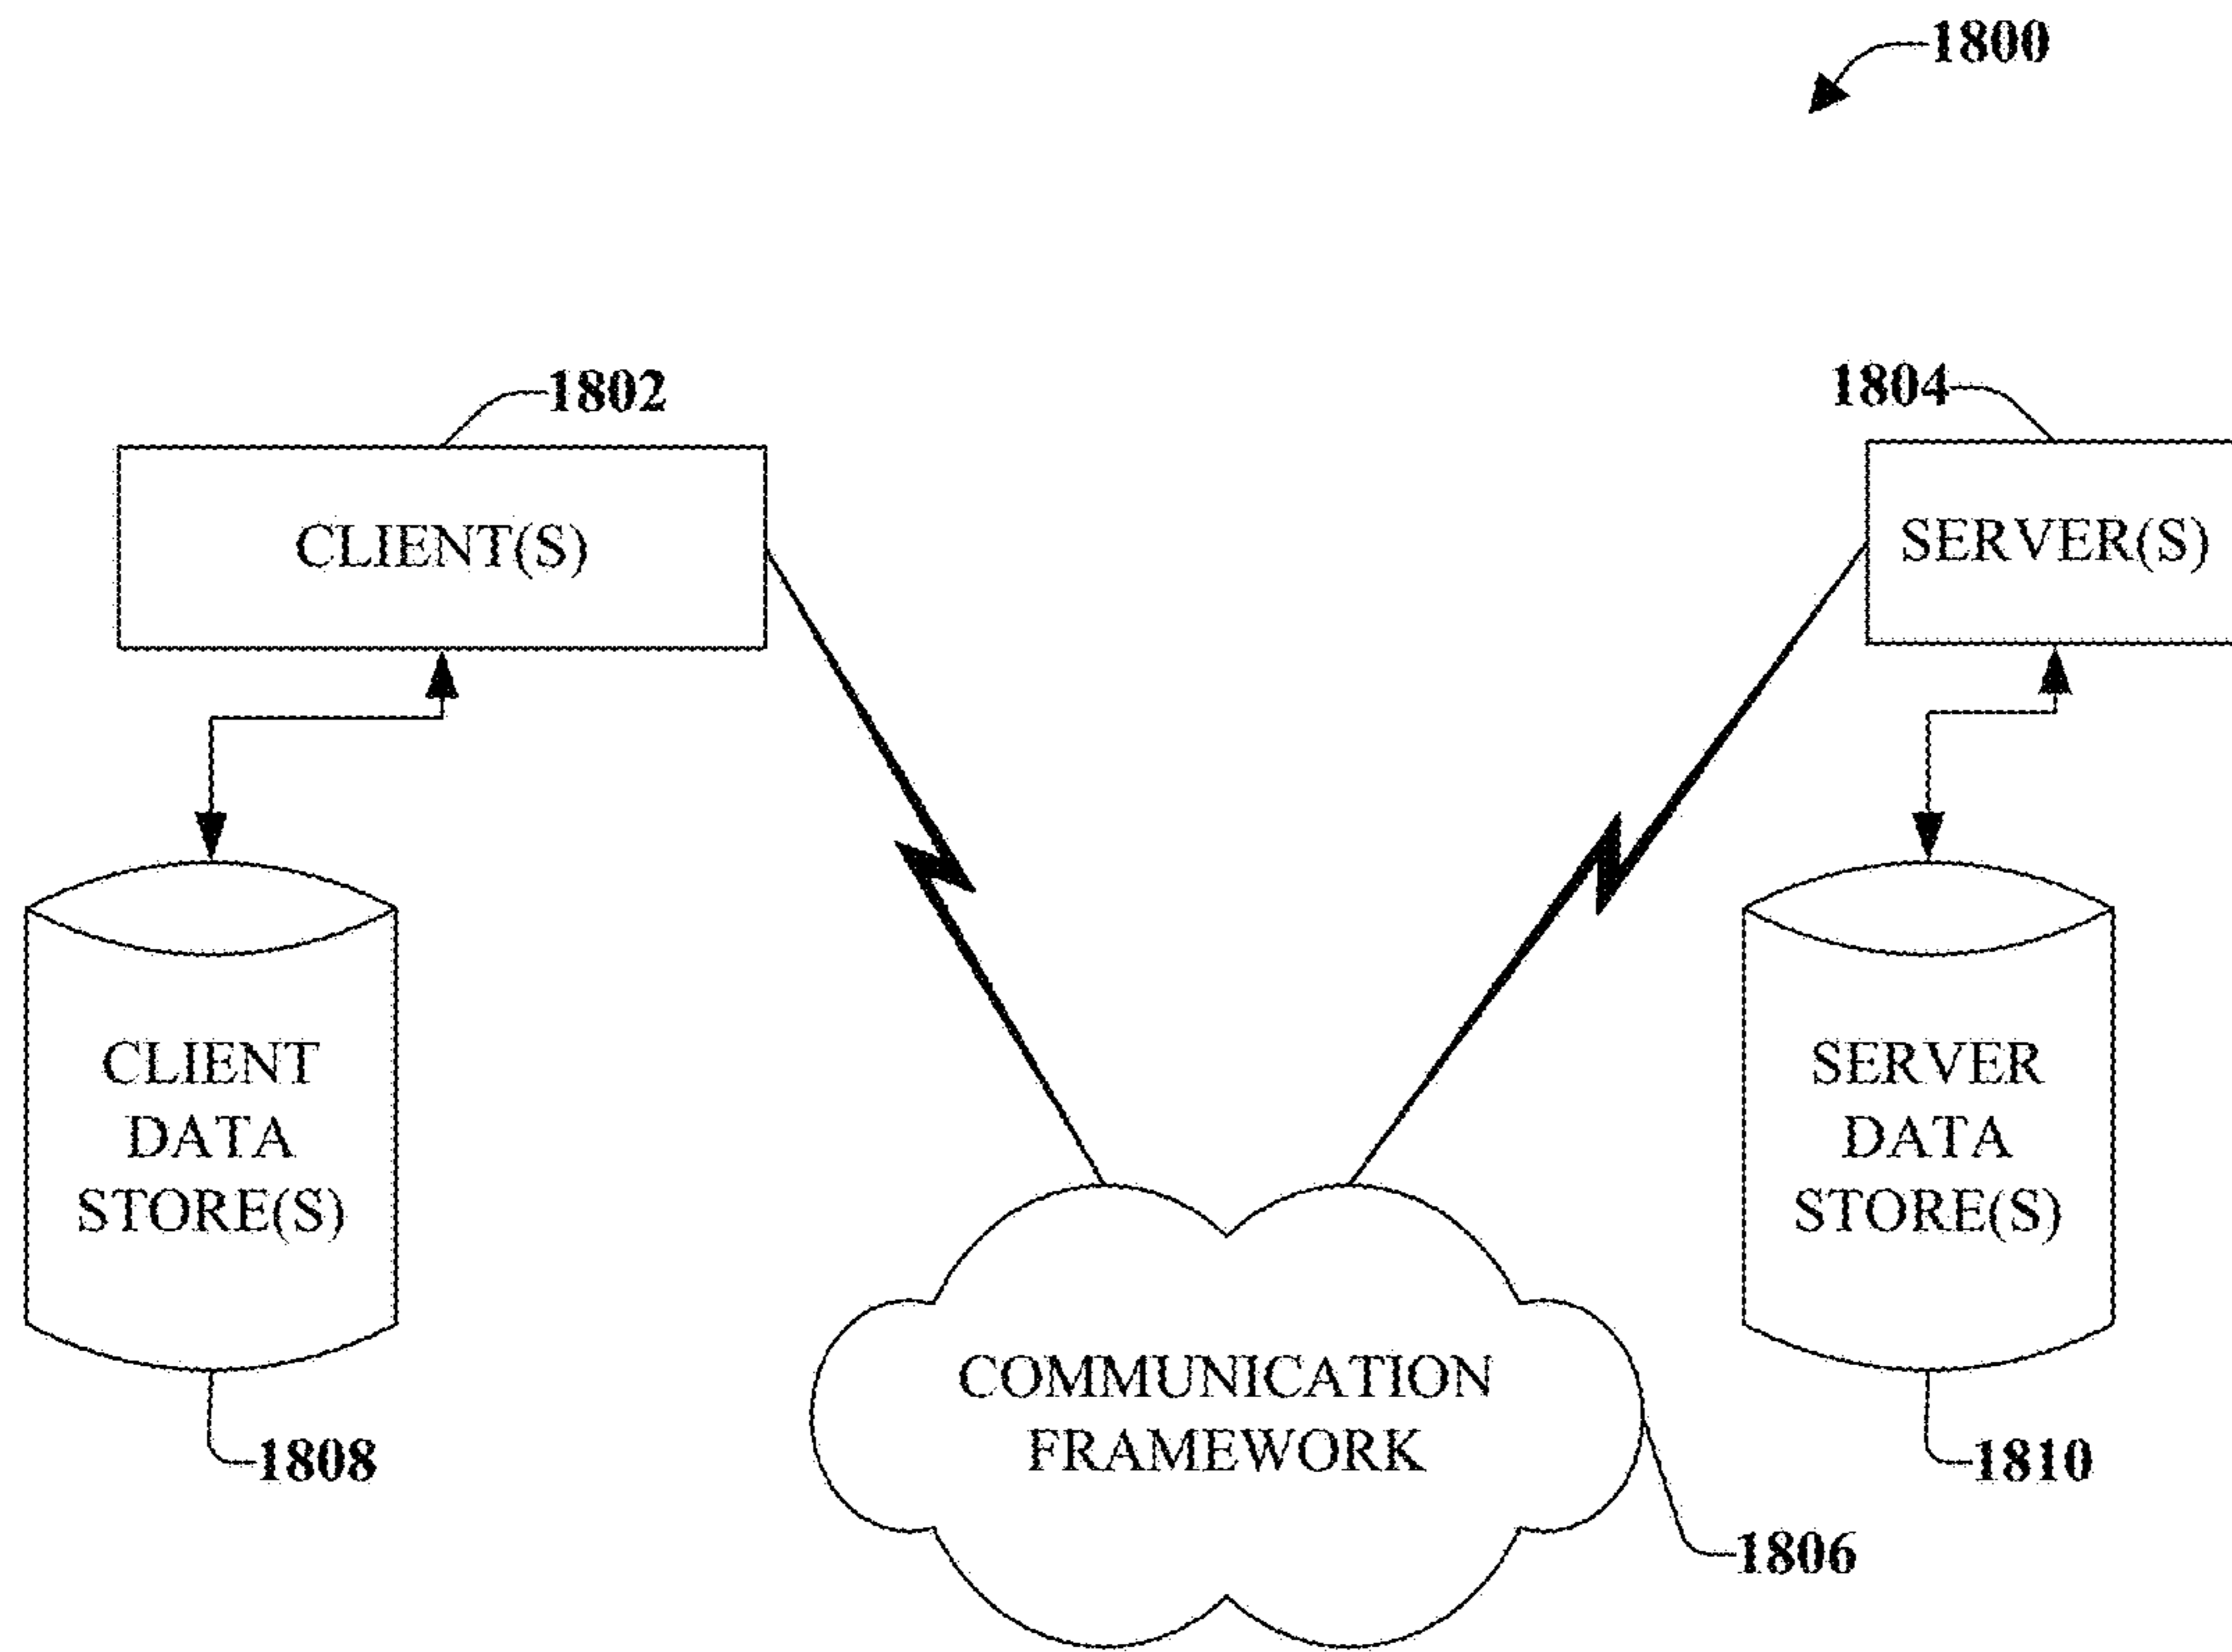 1800
1802
1804
CLIENT(S)
SERVER(S)
CLIENT
DATA
STORE(S)
SERVER
DATA
STORE(S)
COMMUNICATION
FRAMEWORK
1808
1810
1806